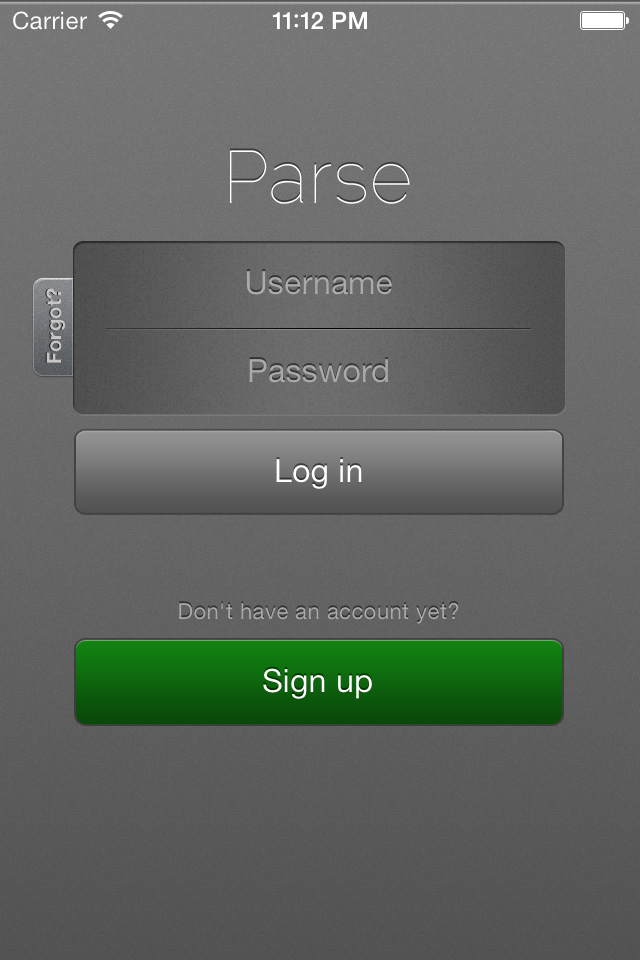 Carrier 11:12 PM
Parse
Username
Forgot?
Password
Log in
Don't have an account yet?
Sign up